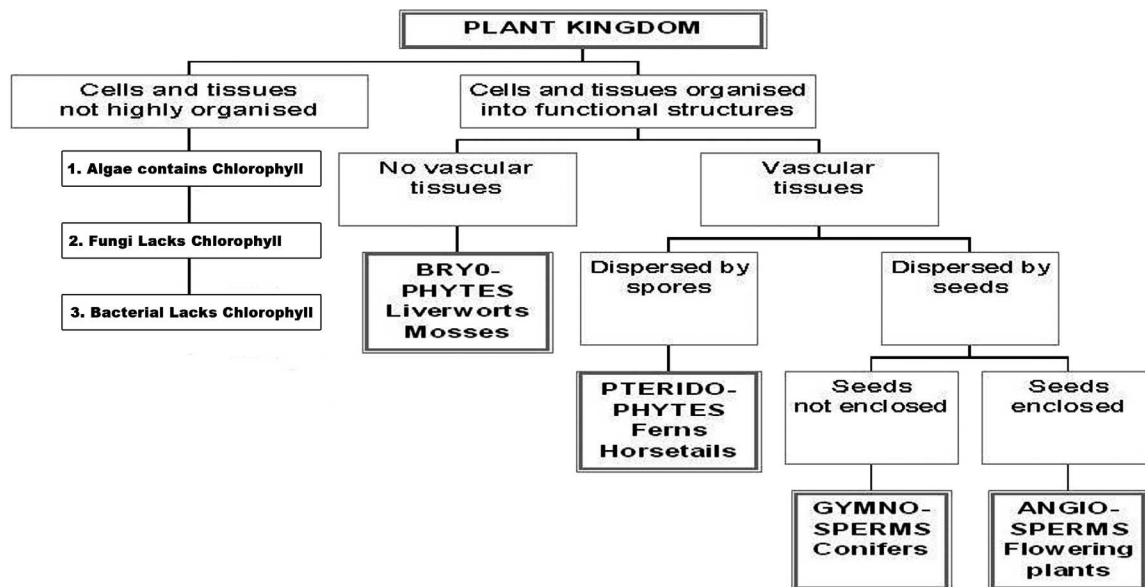 PLANT KINGDOM
Cells and tissues
not highly organised
Cells and tissues organised
into functional structures
1. Algae contains Chlorophyll
2. Fungi Lacks Chlorophyll
3. Bacterial Lacks Chlorophyll
No vascular
tissues
Vascular
tissues
BRY0-
PHYTES
Liverworts
Mosses
Dispersed by
spores
Dispersed by
seeds
PTERIDO-
PHYTES
Ferns
Horsetails
Seeds
not enclosed
Seeds
enclosed
GYMNO-
SPERMS
Conifers
ANGIO-
SPERMS
Flowering
plants